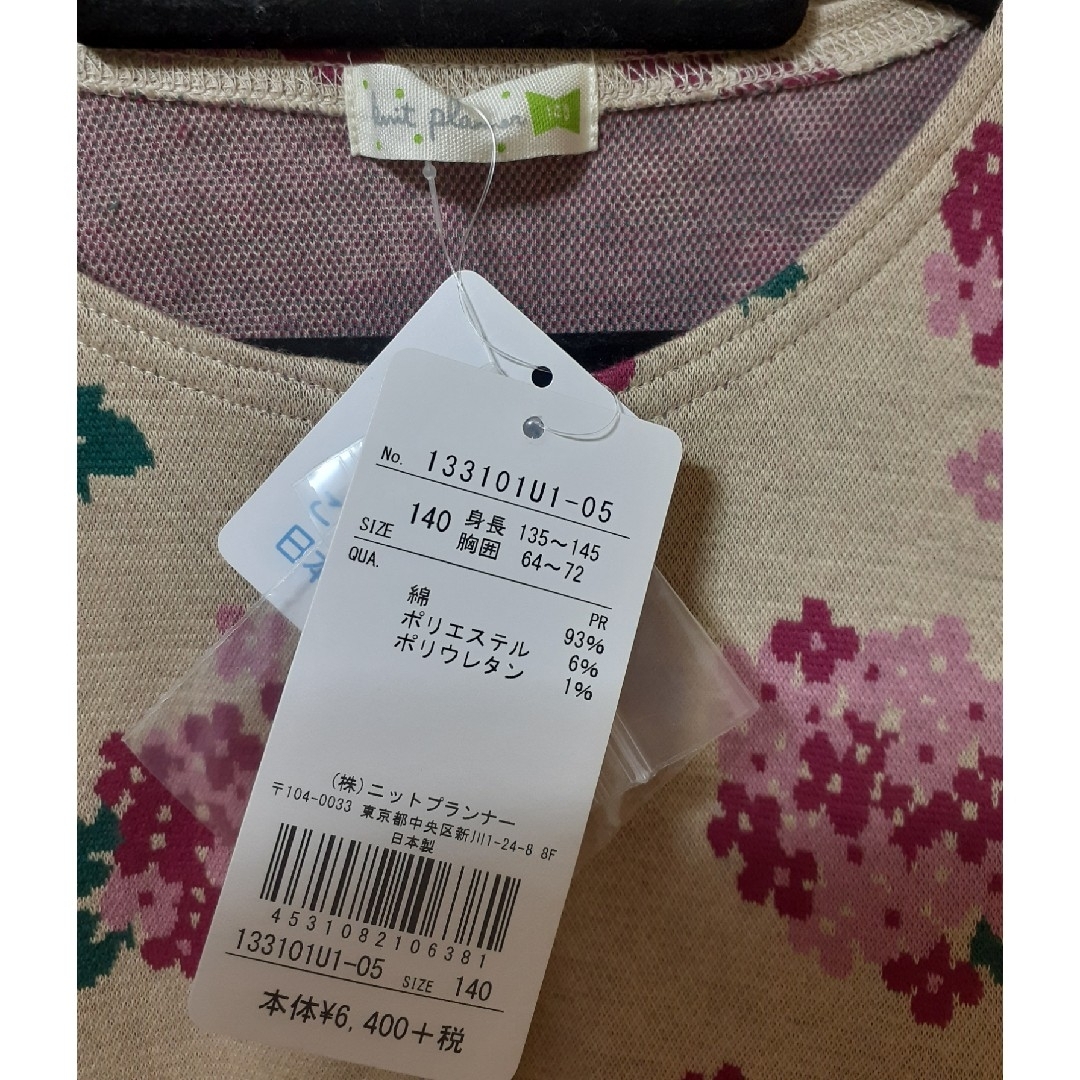 knit planner
No. 133101U1-05
SIZE 140 身長 135～145
胸囲 64～72
QUA. PR
綿 93%
ポリエステル 6%
ポリウレタン 1%
(株)ニットプランナー
〒104-0033 東京都中央区新川1-24-8 8F
日本製
4531082106381
133101U1-05 SIZE 140
本体¥6,400+税